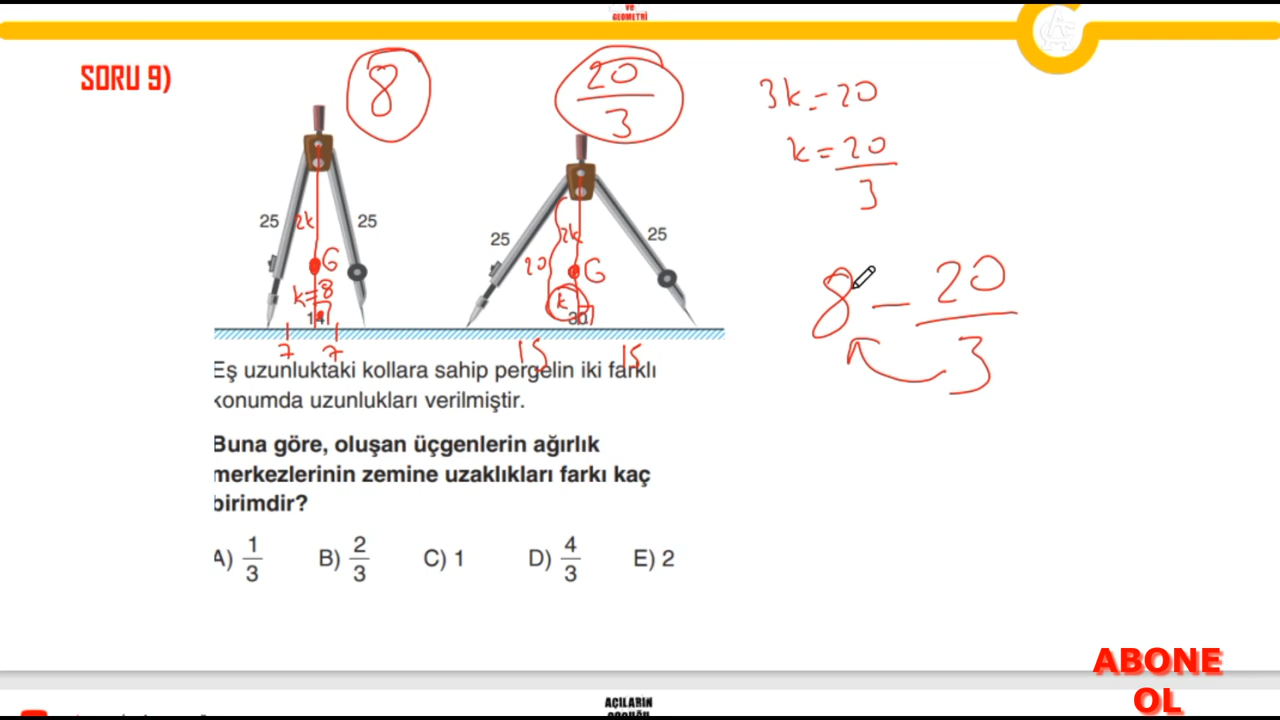 VE
GEOMETRİ
SORU 9)
8
20/3
3k=20
k=20/3
25 2k 25
G
k=8
14
7 7
25 2k 25
20 G
k
30
15 15
8-20/3
Eş uzunluktaki kollara sahip pergelin iki farklı
konumda uzunlukları verilmiştir.
Buna göre, oluşan üçgenlerin ağırlık
merkezlerinin zemine uzaklıkları farkı kaç
birimdir?
A) 1/3 B) 2/3 C) 1 D) 4/3 E) 2
ABONE
OL
AÇILARIN